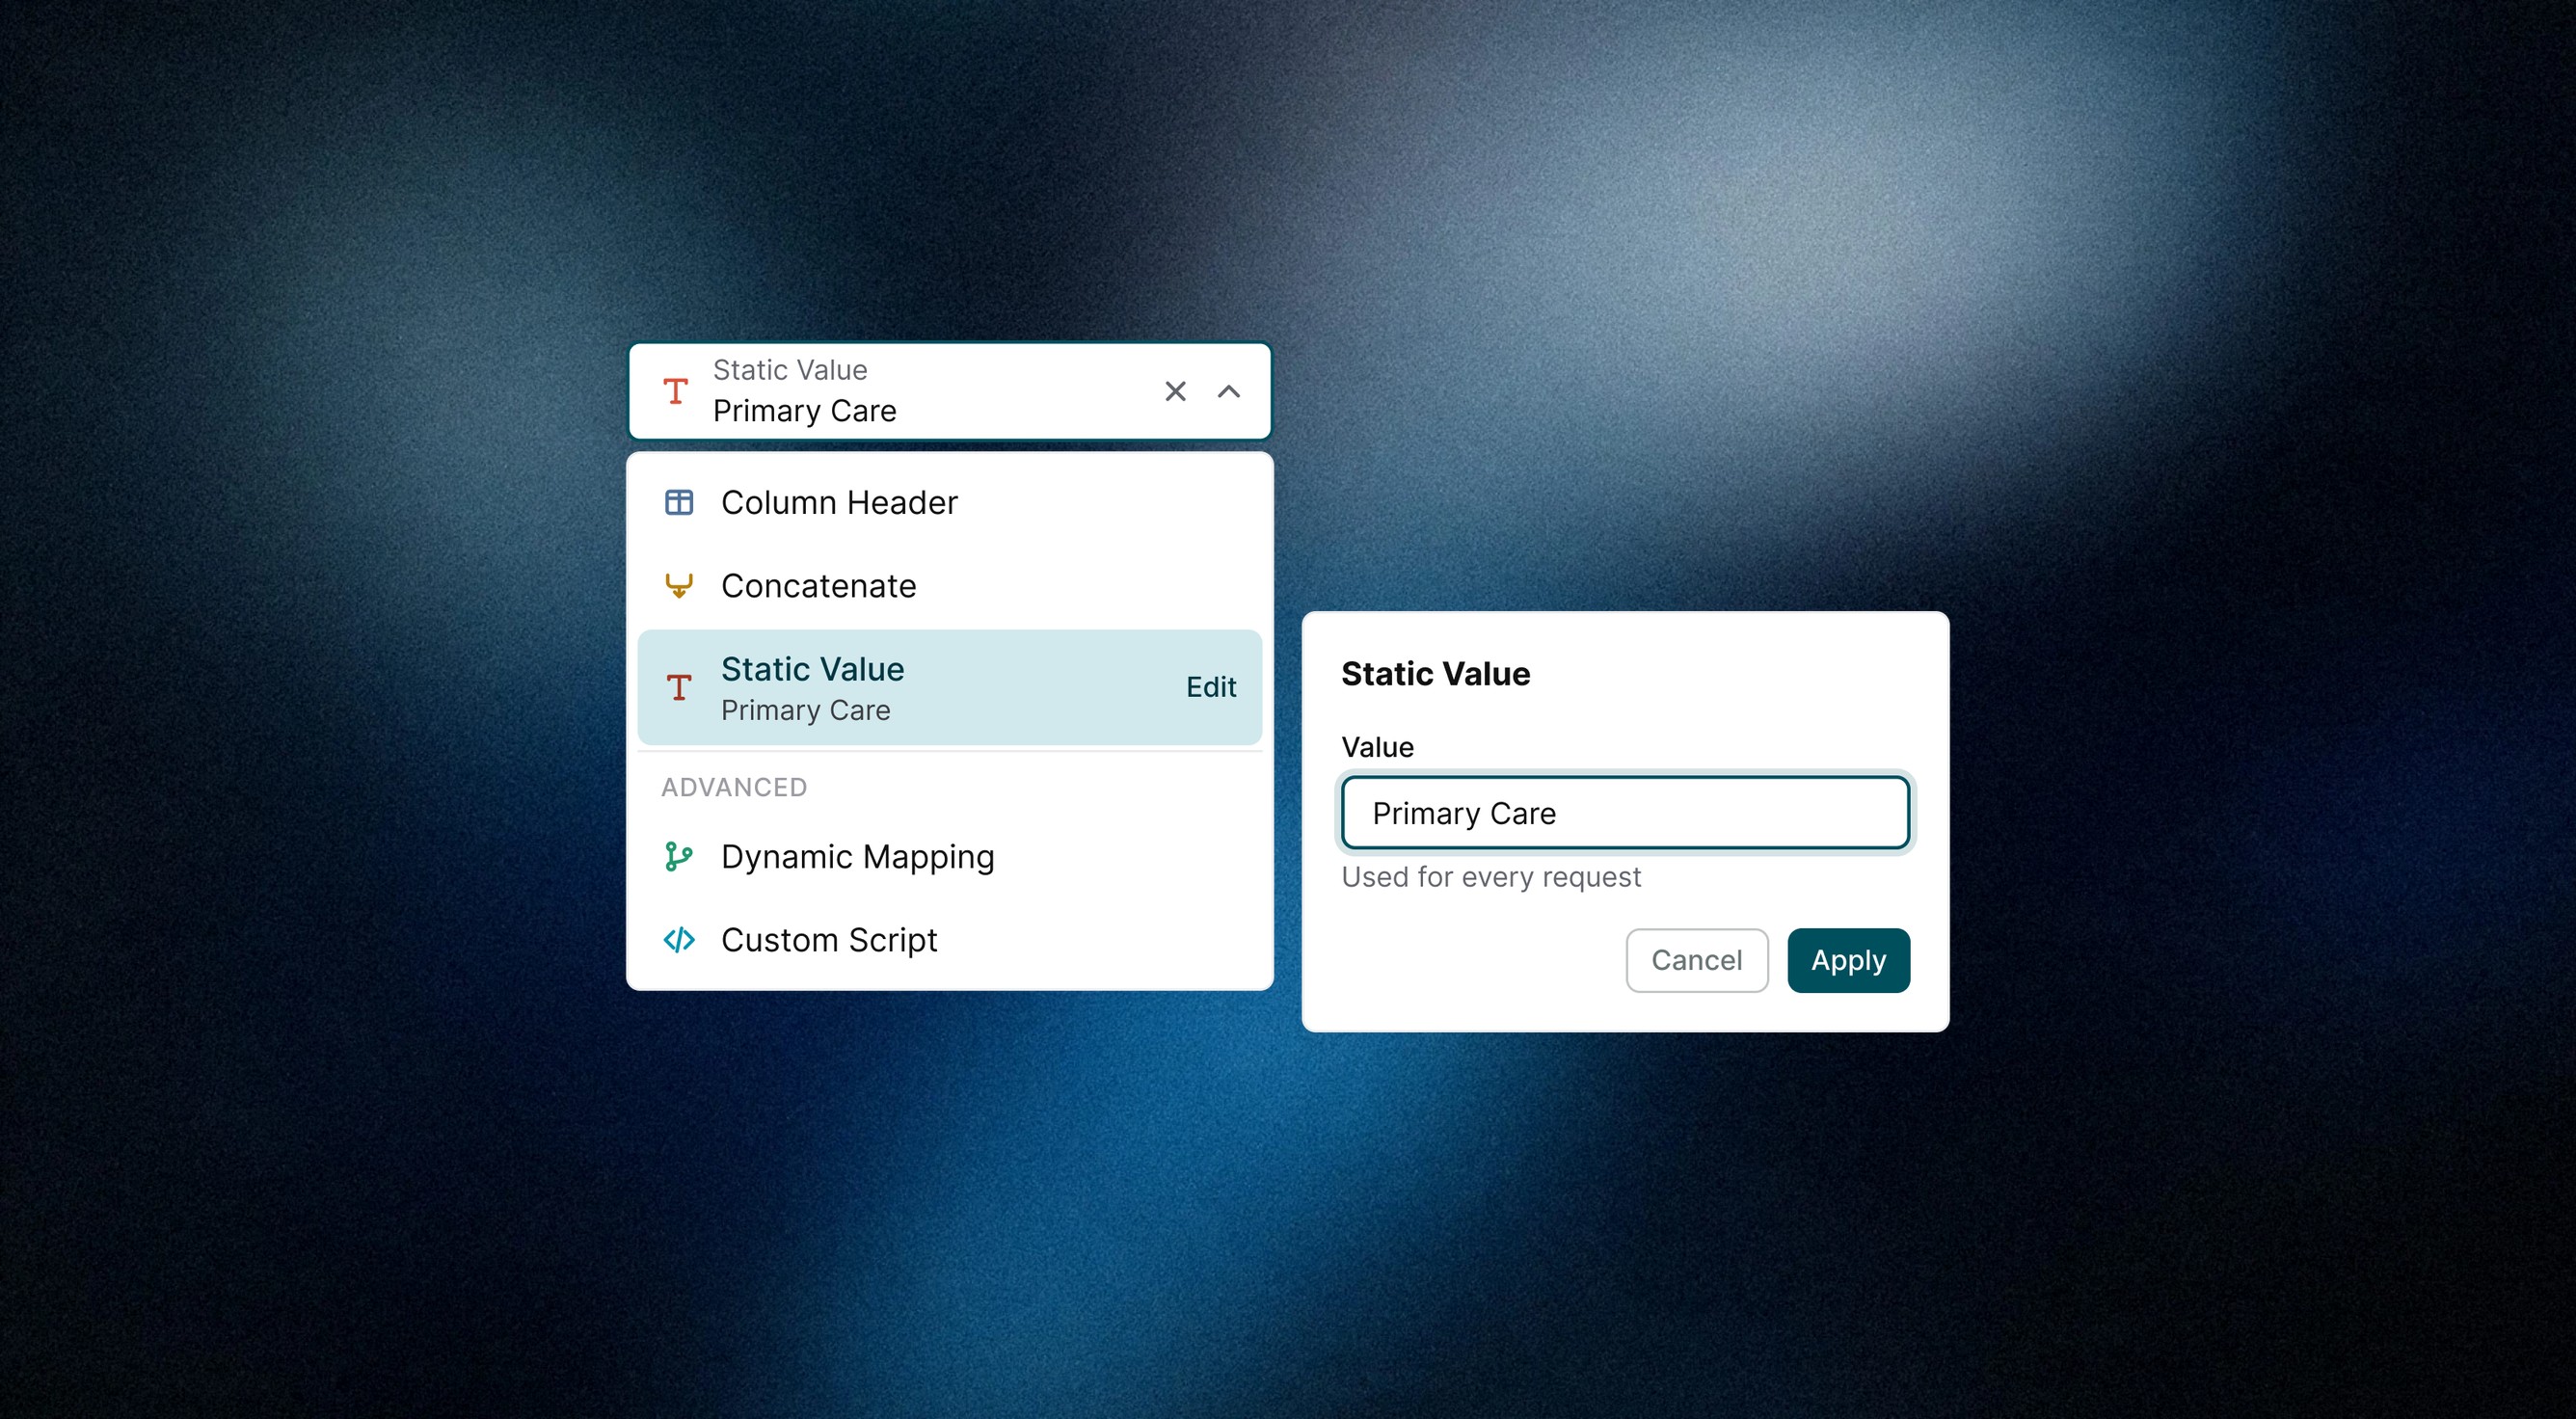 Static Value
Primary Care
Column Header
Concatenate
Static Value
Primary Care
Edit
ADVANCED
Dynamic Mapping
Custom Script
Static Value
Value
Primary Care
Used for every request
Cancel
Apply